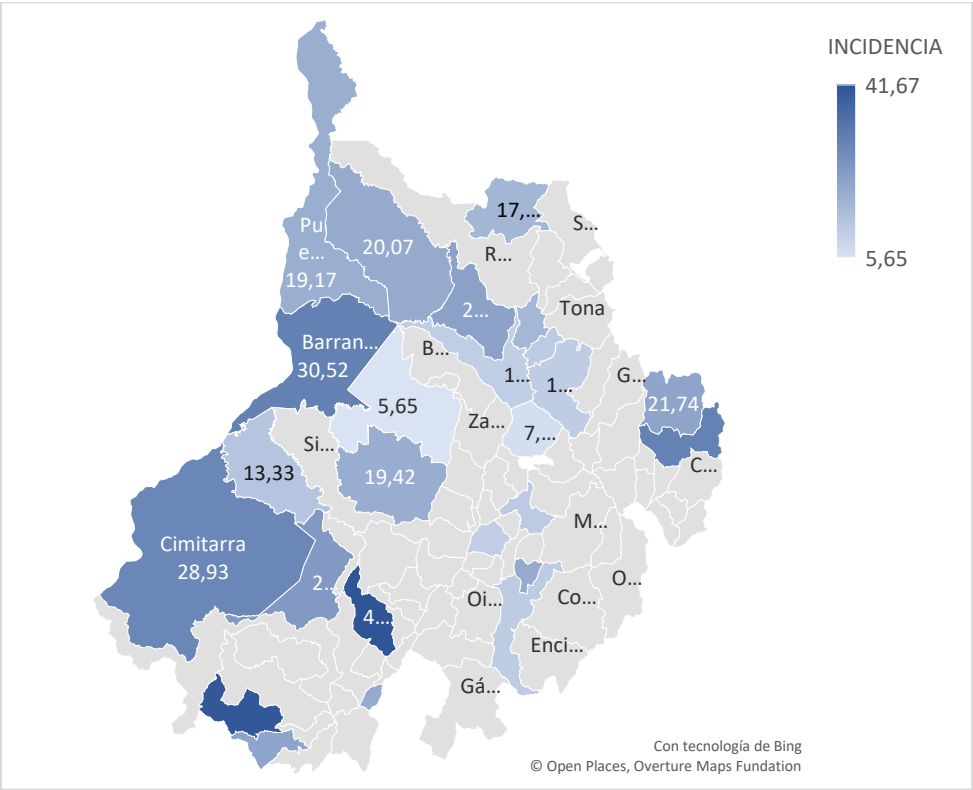 INCIDENCIA
41,67
5,65
17,...
S...
Pu
e...
19,17
20,07
R...
2...
Tona
Barran...
30,52
B...
1...
1...
G...
5,65
21,74
Za...
7,...
Si...
13,33
19,42
C...
M...
Cimitarra
28,93
2...
4...
Oi...
Co...
O...
Enci...
Gá...
Con tecnología de Bing
© Open Places, Overture Maps Fundation